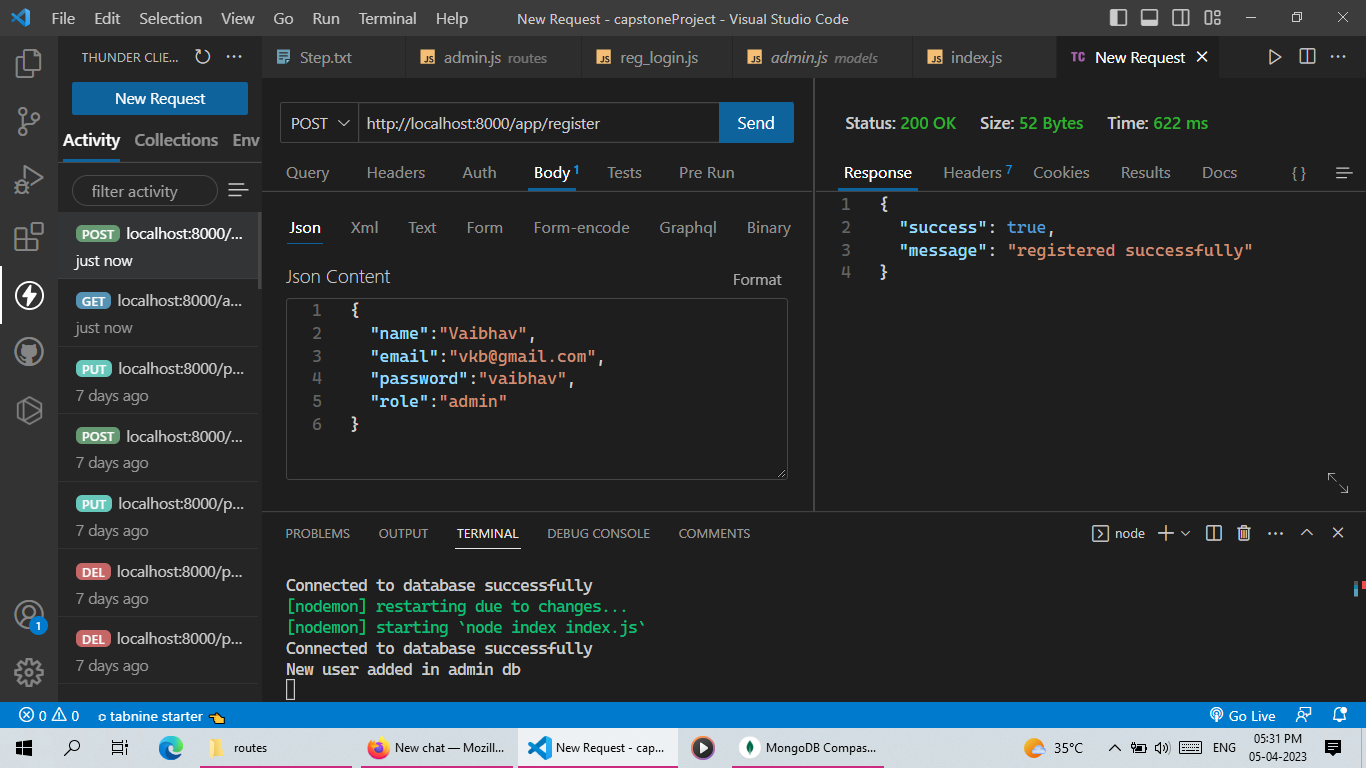 File Edit Selection View Go Run Terminal Help New Request - capstoneProject - Visual Studio Code
THUNDER CLIE... ···
Step.txt admin.js routes reg_login.js admin.js models index.js TC New Request
New Request
Activity Collections Env
filter activity
POST localhost:8000/...
just now
GET localhost:8000/a...
just now
PUT localhost:8000/p...
7 days ago
POST localhost:8000/...
7 days ago
PUT localhost:8000/p...
7 days ago
DEL localhost:8000/p...
7 days ago
DEL localhost:8000/p...
7 days ago
1
POST http://localhost:8000/app/register Send
Query Headers Auth Body 1 Tests Pre Run
Json Xml Text Form Form-encode Graphql Binary
Json Content Format
1 {
2 "name":"Vaibhav",
3 "email":"vkb@gmail.com",
4 "password":"vaibhav",
5 "role":"admin"
6 }
Status: 200 OK Size: 52 Bytes Time: 622 ms
Response Headers 7 Cookies Results Docs { }
1 {
2 "success": true,
3 "message": "registered successfully"
4 }
PROBLEMS OUTPUT TERMINAL DEBUG CONSOLE COMMENTS node
Connected to database successfully
[nodemon] restarting due to changes...
[nodemon] starting `node index index.js`
Connected to database successfully
New user added in admin db
0 0 tabnine starter Go Live
routes New chat — Mozill... New Request - cap... MongoDB Compas... 35°C ENG 05:31 PM
05-04-2023